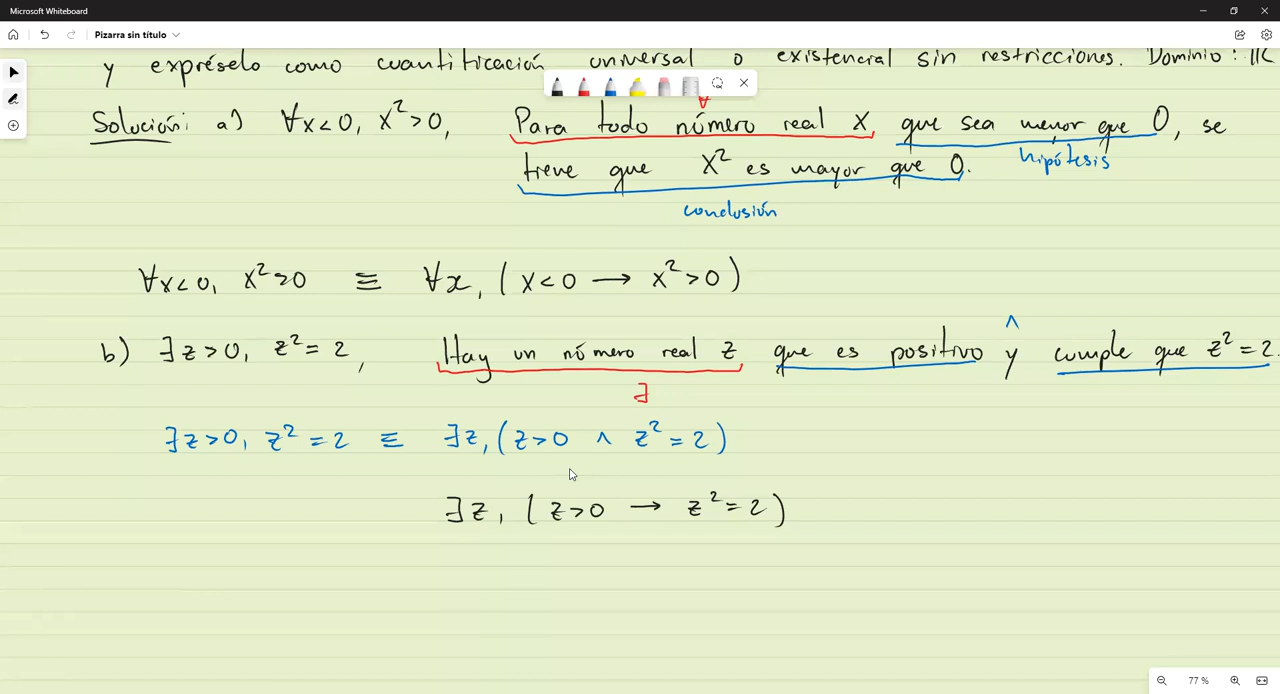 Microsoft Whiteboard
Pizarra sin título
y expréselo como cuantificación universal o existencial sin restricciones. Dominio: ℝ
Solución: a) ∀x<0, x²>0, Para todo número real x que sea menor que 0, se
∀
hipótesis
tiene que x² es mayor que 0.
conclusión
∀x<0, x²>0 ≡ ∀x, (x<0 → x²>0)
∧
b) ∃z>0, z²=2, Hay un número real z que es positivo y cumple que z²=2.
∃
∃z>0, z²=2 ≡ ∃z, (z>0 ∧ z²=2)
∃z, (z>0 → z²=2)
77 %